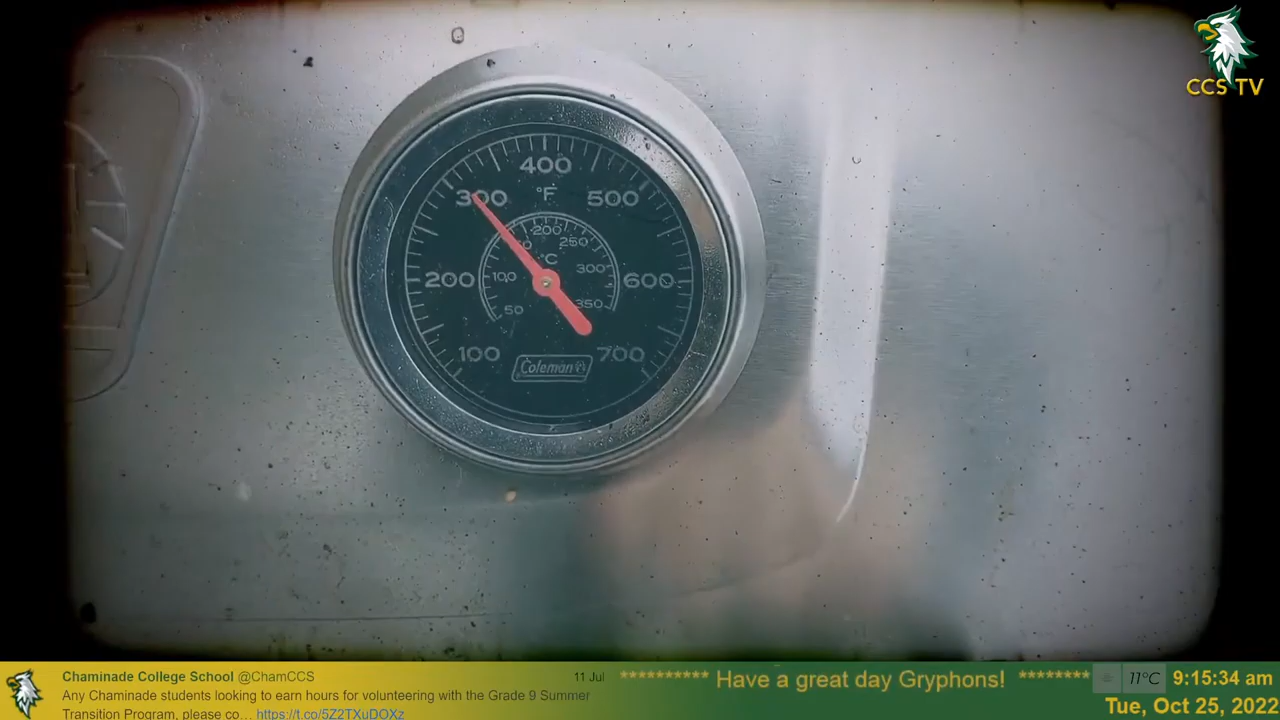 CCS TV
400
300
°F
500
200
250
°C
100
300
200
600
50
350
100
700
Coleman
Chaminade College School @ChamCCS
11 Jul
Any Chaminade students looking to earn hours for volunteering with the Grade 9 Summer
Transition Program, please co... https://t.co/5Z2TXuDOXz
********** Have a great day Gryphons! ********
11°C
9:15:34 am
Tue, Oct 25, 2022